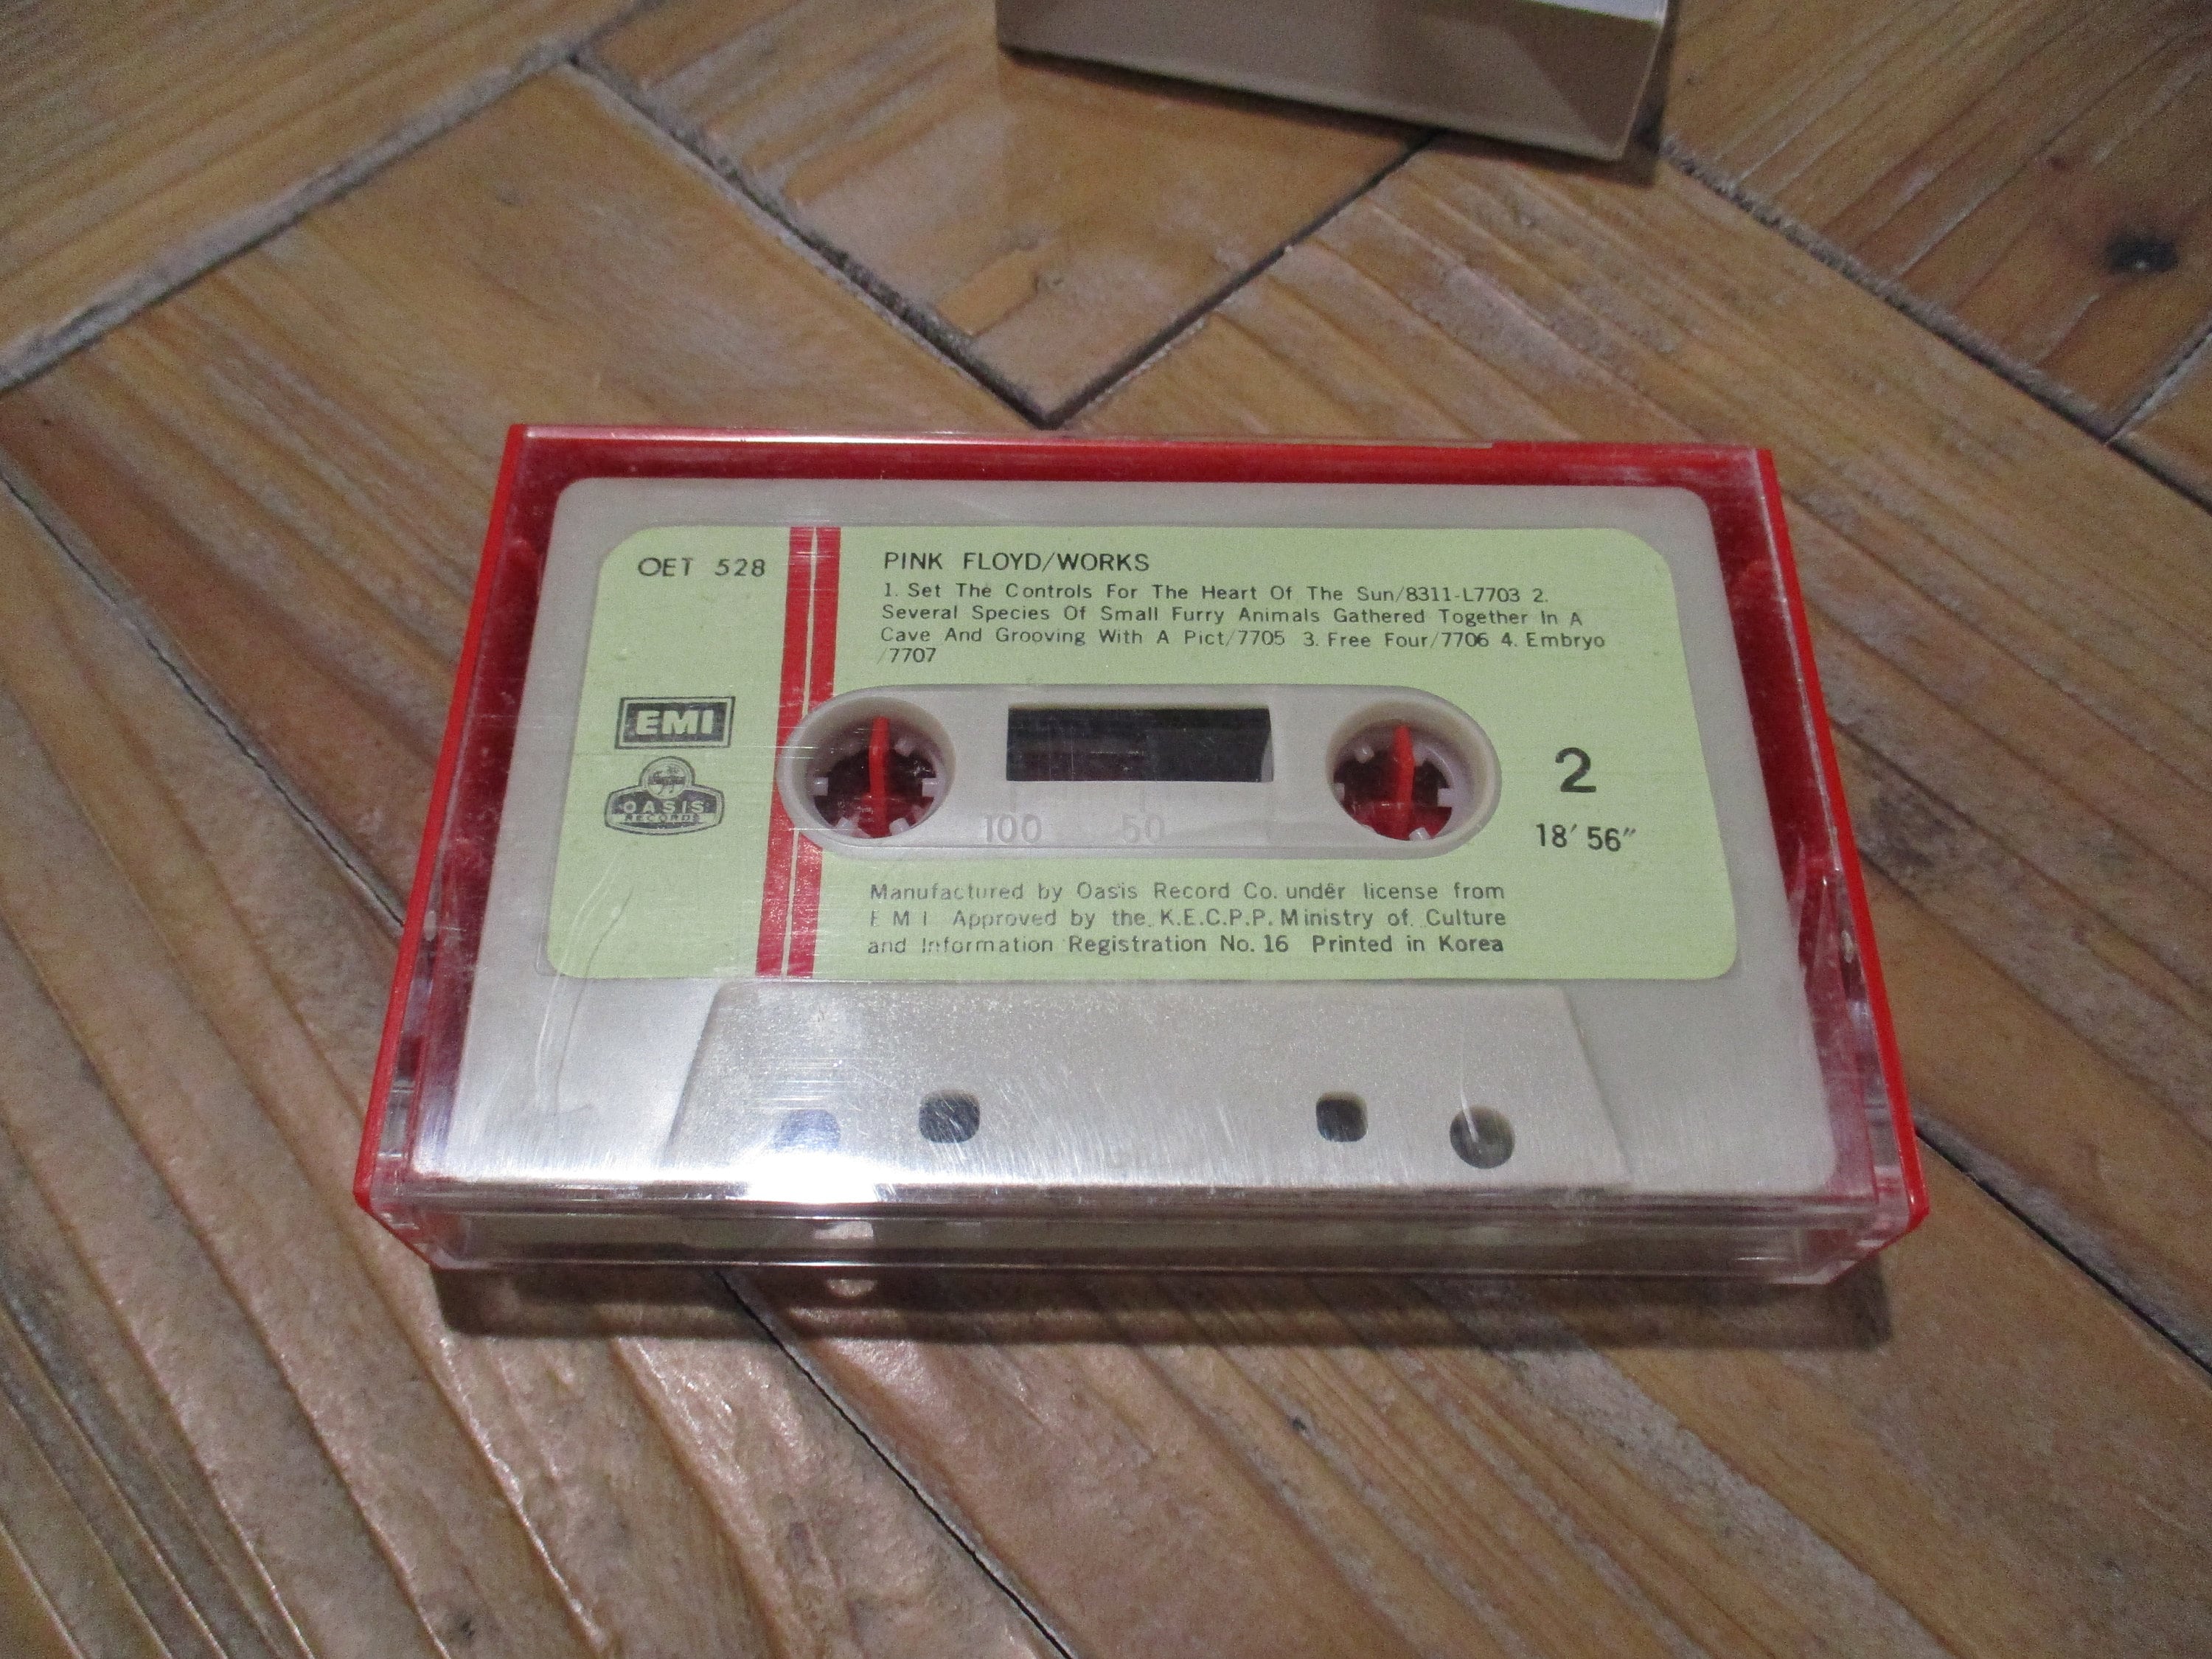 OET 528
PINK FLOYD/WORKS
1. Set The Controls For The Heart Of The Sun/8311-L7703 2.
Several Species Of Small Furry Animals Gathered Together In A
Cave And Grooving With A Pict/7705 3. Free Four/7706 4. Embryo
/7707
EMI
OASIS
RECORDS
100 50
2
18' 56"
Manufactured by Oasis Record Co. under license from
E M I Approved by the K.E.C.P.P. Ministry of Culture
and Information Registration No. 16 Printed in Korea